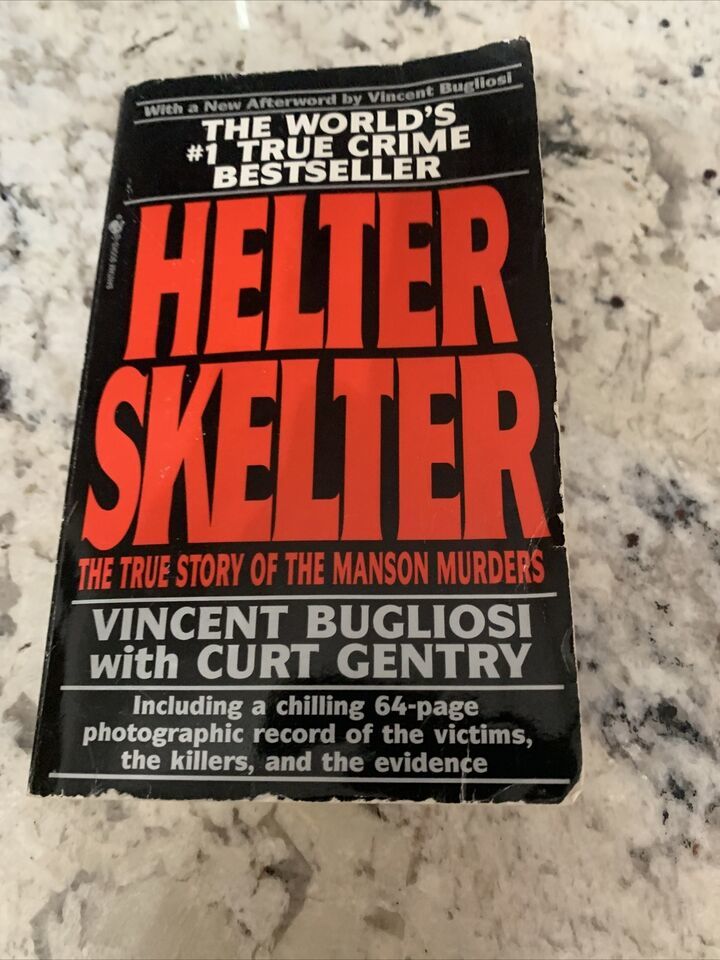 With a New Afterword by Vincent Bugliosi
THE WORLD'S
#1 TRUE CRIME
BESTSELLER
HELTER
SKELTER
THE TRUE STORY OF THE MANSON MURDERS
VINCENT BUGLIOSI
with CURT GENTRY
Including a chilling 64-page
photographic record of the victims,
the killers, and the evidence